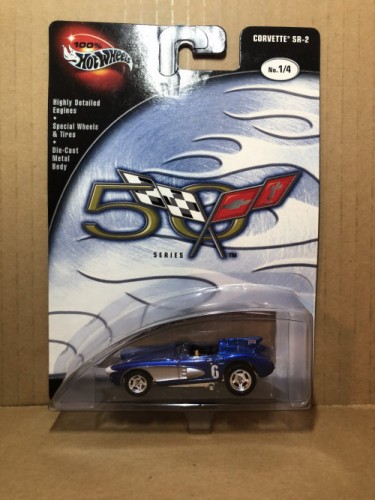 100%
HOT WHEELS
CORVETTE® SR-2
No.1/4
Highly Detailed
Engines
•
Special Wheels
& Tires
•
Die-Cast
Metal
Body
50
SERIES
TM
6